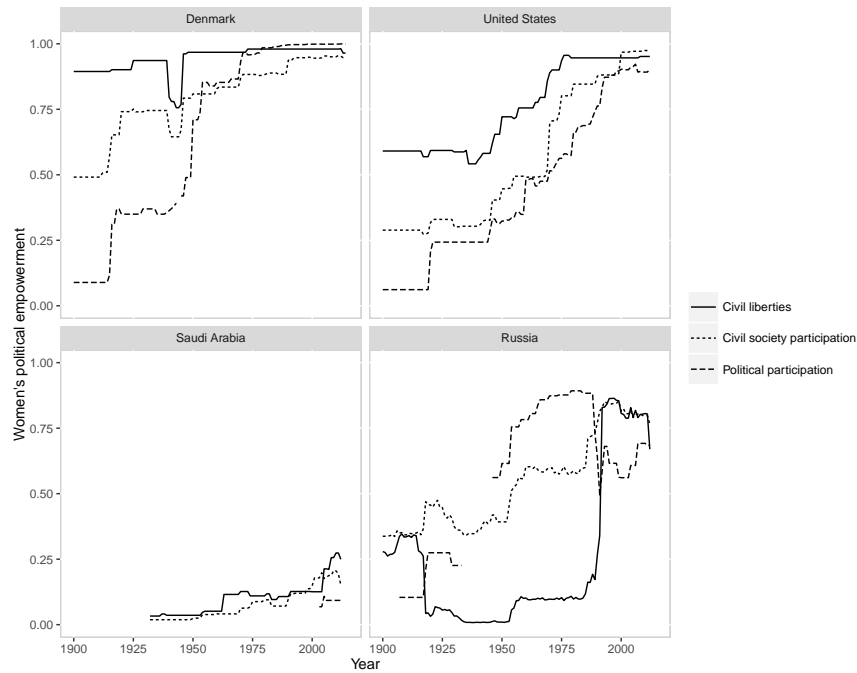 Denmark
United States
1.00
0.75
0.50
0.25
0.00
Saudi Arabia
Russia
1.00
0.75
0.50
0.25
0.00
1900 1925 1950 1975 2000
1900 1925 1950 1975 2000
Year
Women's political empowerment
Civil liberties
Civil society participation
Political participation